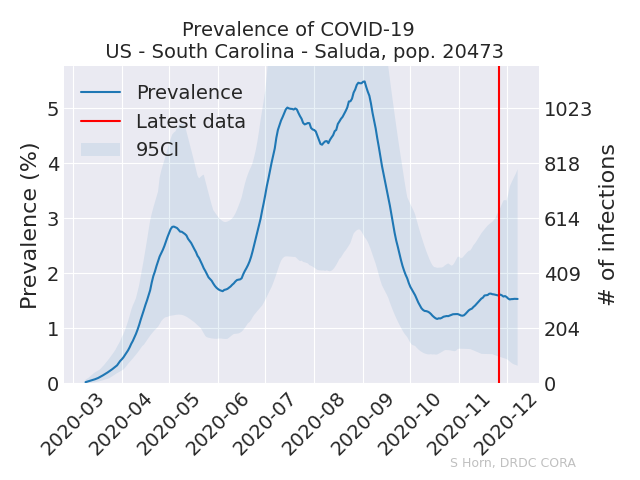 Prevalence of COVID-19
US - South Carolina - Saluda, pop. 20473
Prevalence
Latest data
95CI
Prevalence (%)
5
4
3
2
1
0
1023
818
614
409
204
0
# of infections
2020-03
2020-04
2020-05
2020-06
2020-07
2020-08
2020-09
2020-10
2020-11
2020-12
S Horn, DRDC CORA